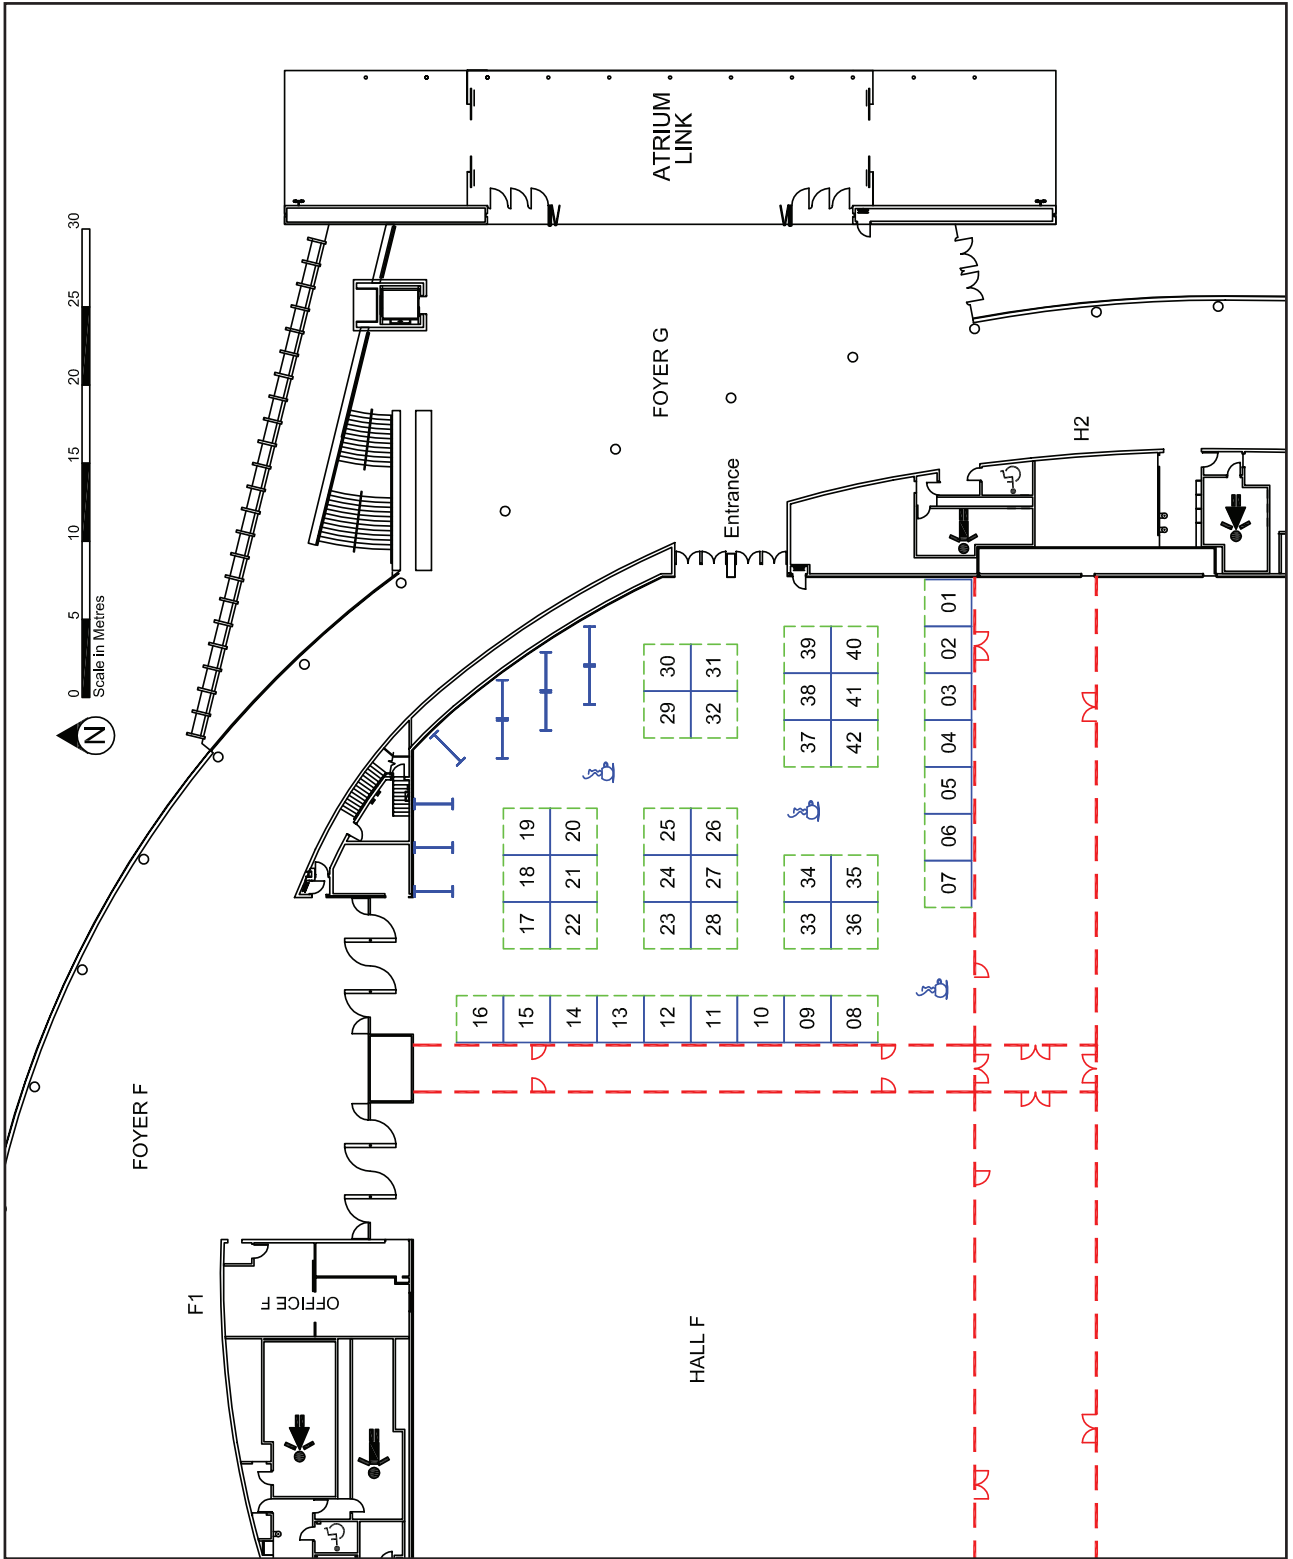 0 5 10 15 20 25 30
Scale in Metres
N
ATRIUM
LINK
FOYER G
Entrance
H2
FOYER F
F1
OFFICE F
HALL F
01
02
03
04
05
06
07
30 31
29 32
39 40
38 41
37 42
19 20
18 21
17 22
25 26
24 27
23 28
34 35
33 36
16 15 14 13 12 11 10 09 08